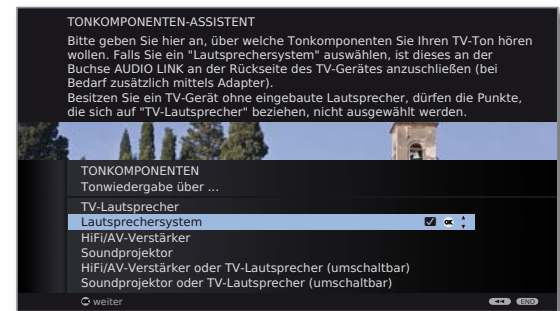 TONKOMPONENTEN-ASSISTENT
Bitte geben Sie hier an, über welche Tonkomponenten Sie Ihren TV-Ton hören
wollen. Falls Sie ein "Lautsprechersystem" auswählen, ist dieses an der
Buchse AUDIO LINK an der Rückseite des TV-Gerätes anzuschließen (bei
Bedarf zusätzlich mittels Adapter).
Besitzen Sie ein TV-Gerät ohne eingebaute Lautsprecher, dürfen die Punkte,
die sich auf "TV-Lautsprecher" beziehen, nicht ausgewählt werden.
TONKOMPONENTEN
Tonwiedergabe über ...
TV-Lautsprecher
Lautsprechersystem OK
HiFi/AV-Verstärker
Soundprojektor
HiFi/AV-Verstärker oder TV-Lautsprecher (umschaltbar)
Soundprojektor oder TV-Lautsprecher (umschaltbar)
OK weiter END